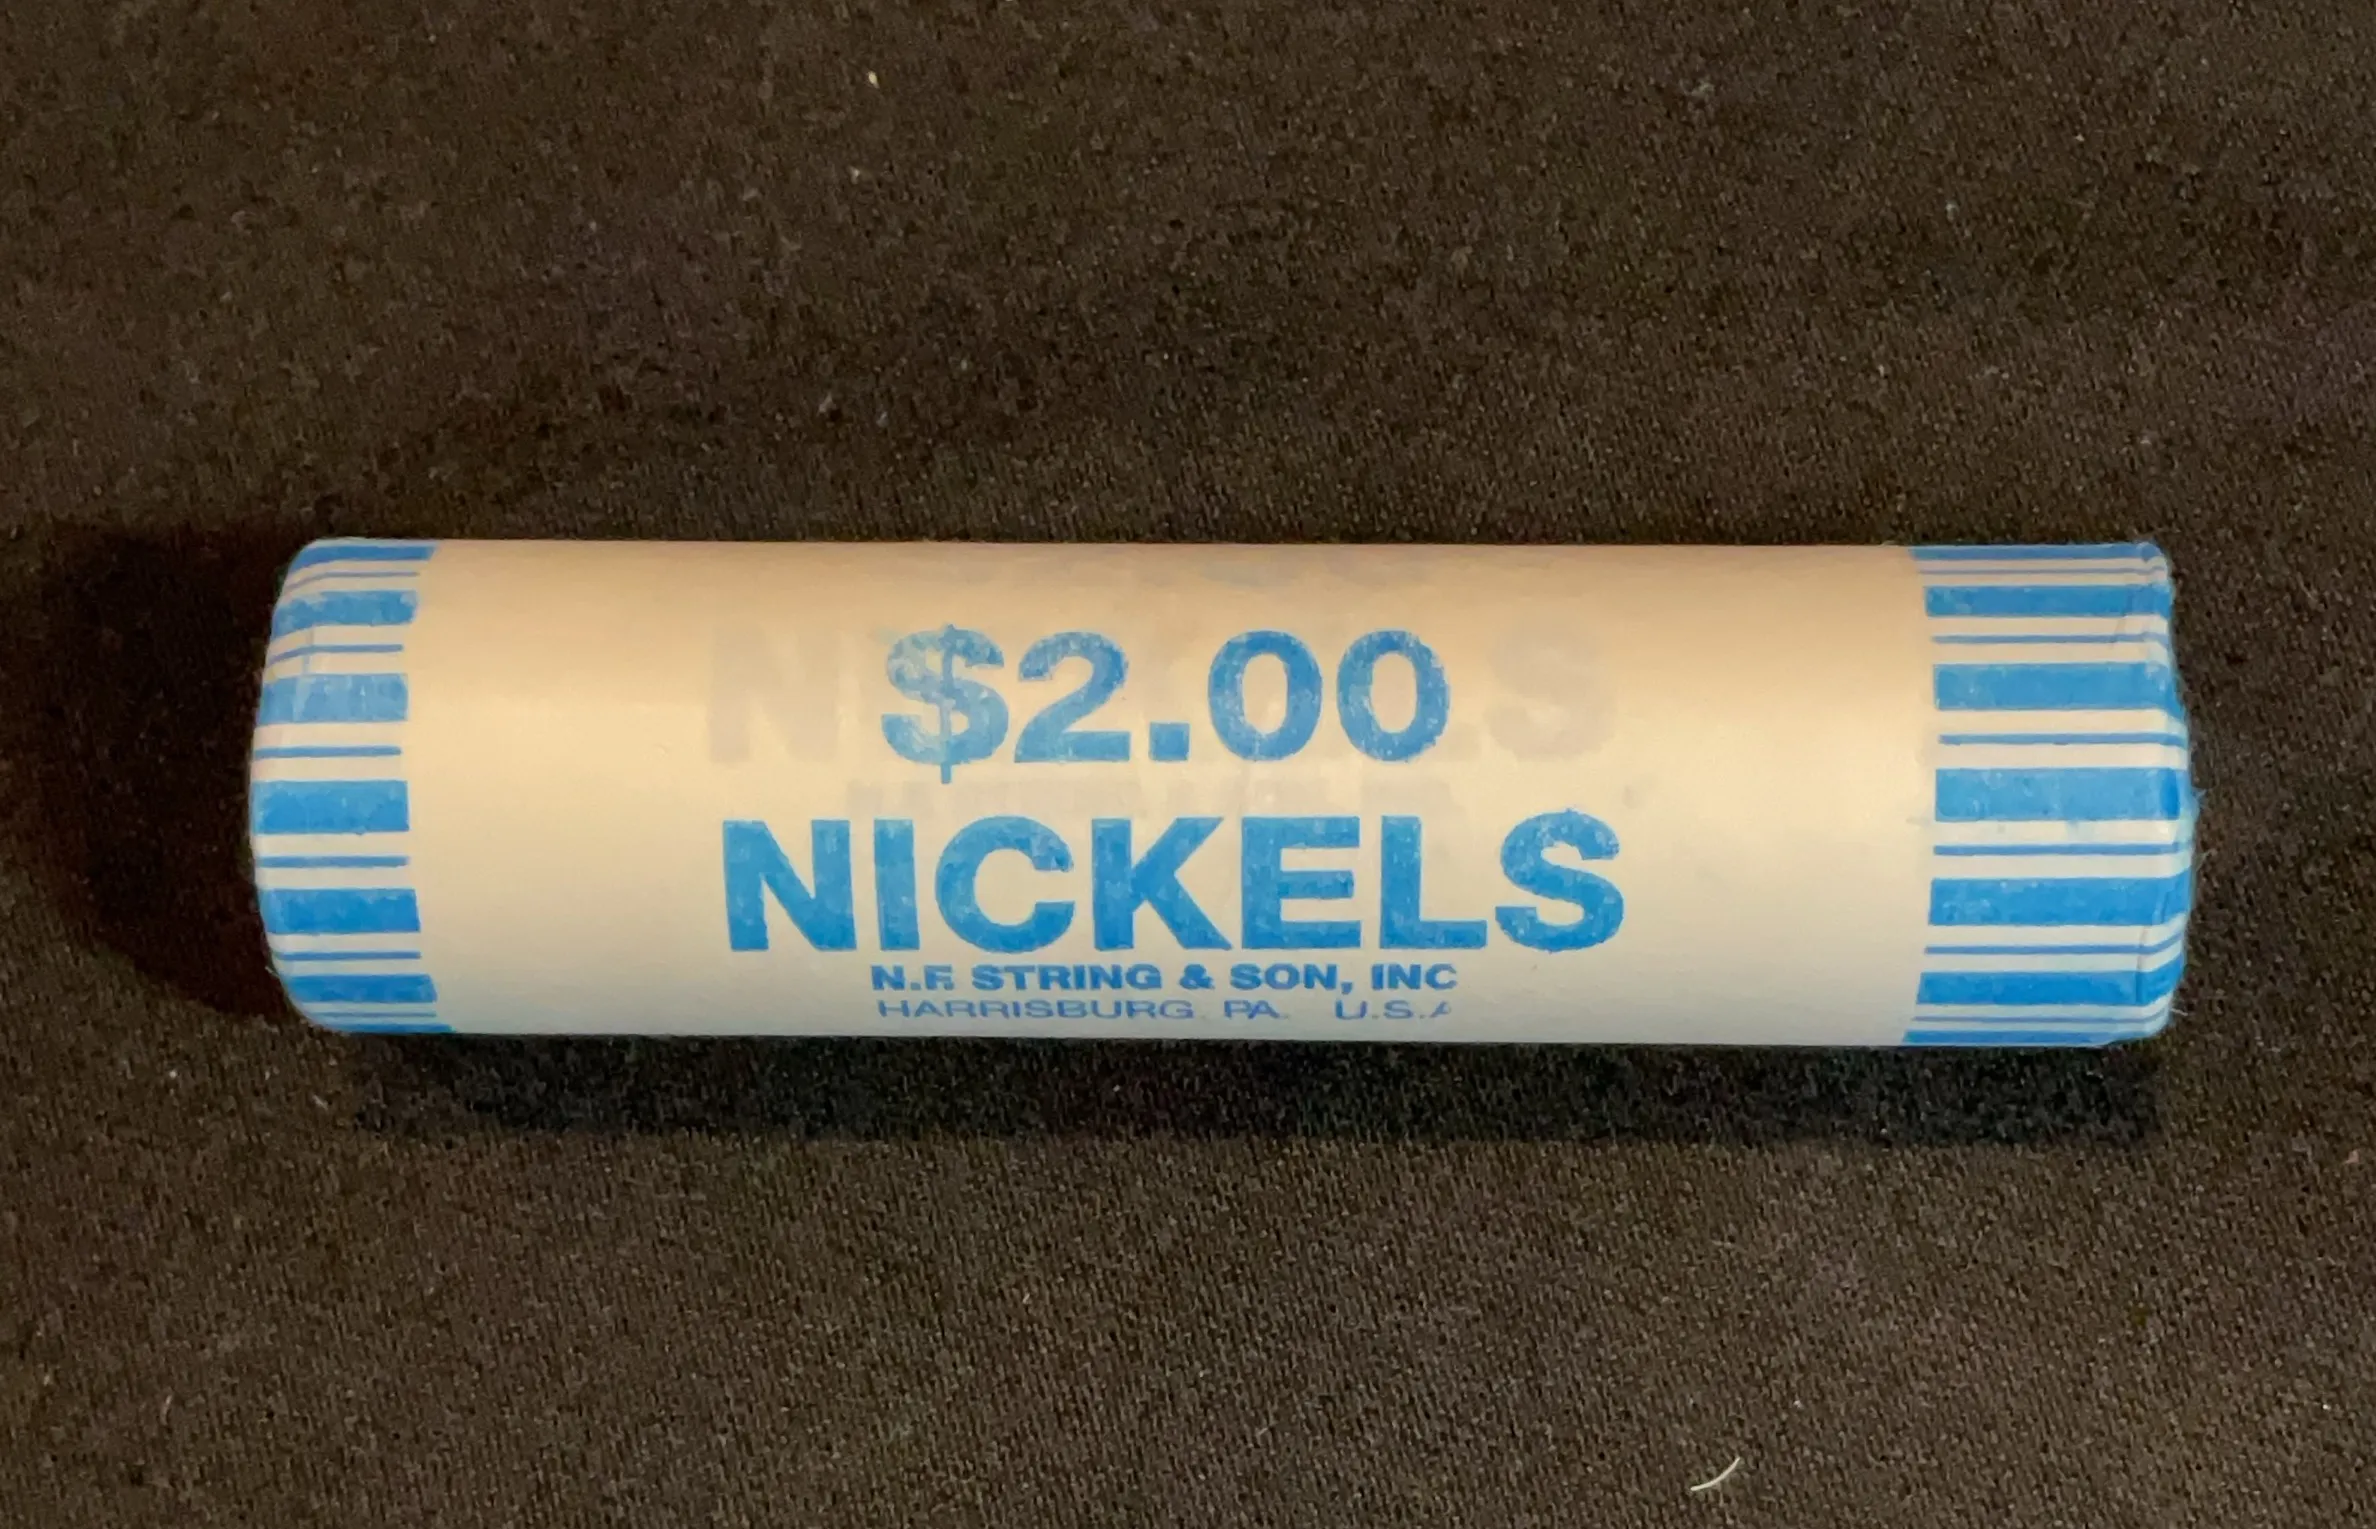 $2.00
NICKELS
N.F. STRING & SON, INC
HARRISBURG, PA. U.S.A